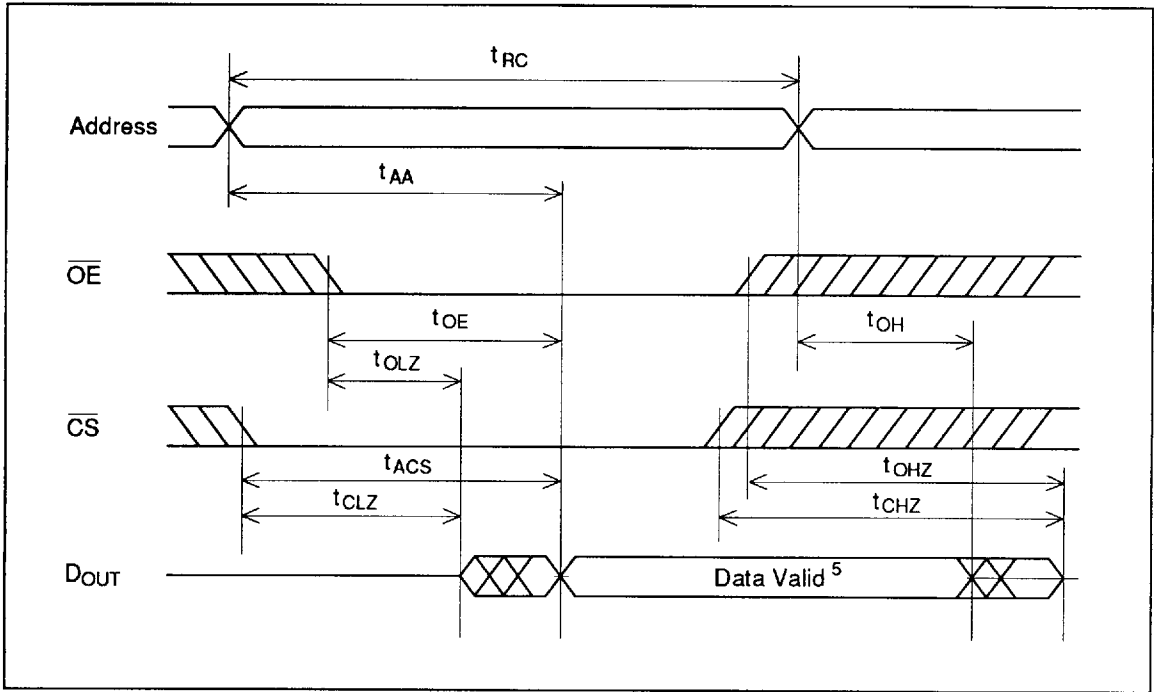 tRC
Address
tAA
OE
tOE
tOH
tOLZ
CS
tACS
tOHZ
tCLZ
tCHZ
DOUT
Data Valid 5